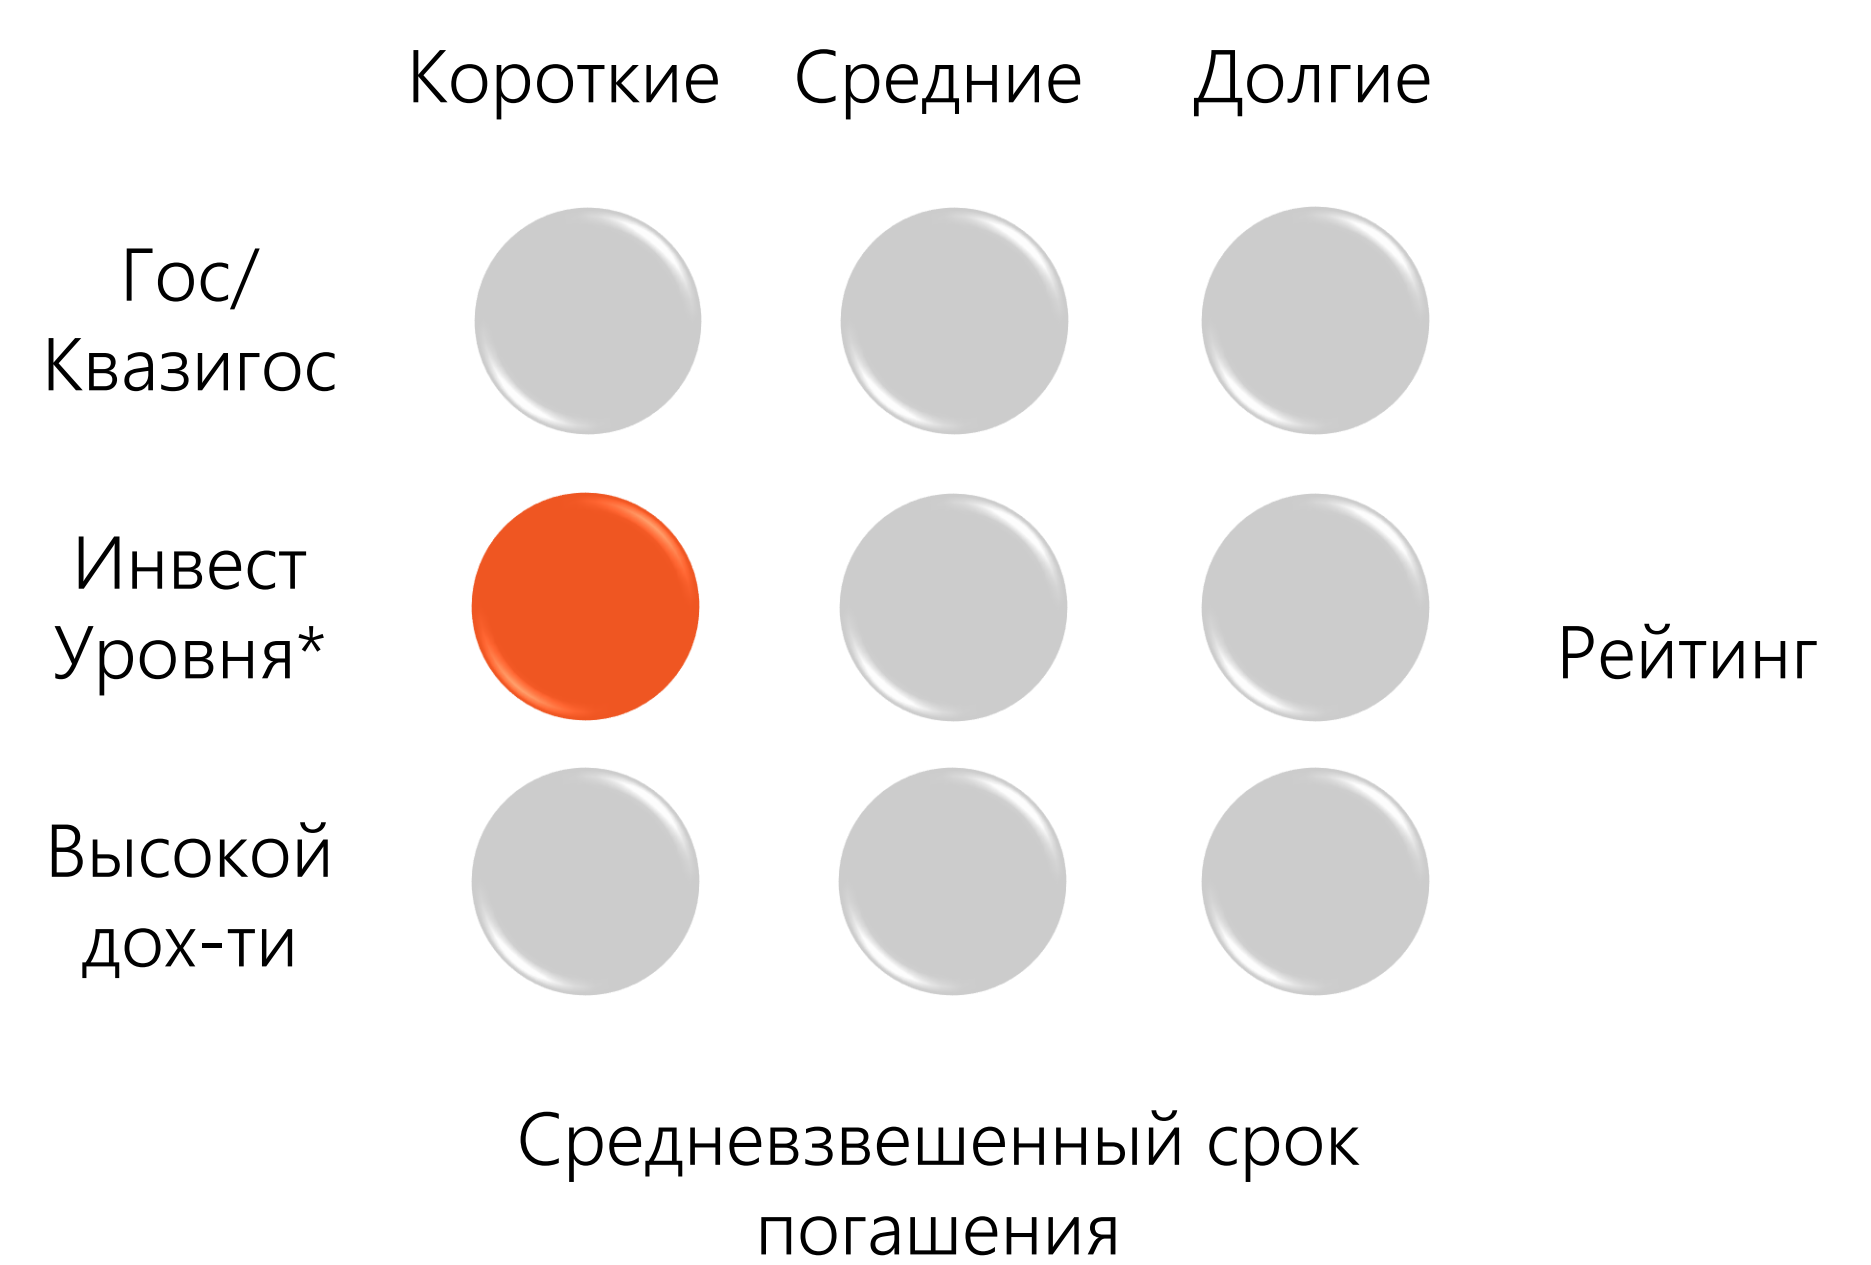 Короткие Средние Долгие
Гос/
Квазигос
Инвест
Уровня*
Рейтинг
Высокой
дох-ти
Средневзвешенный срок
погашения